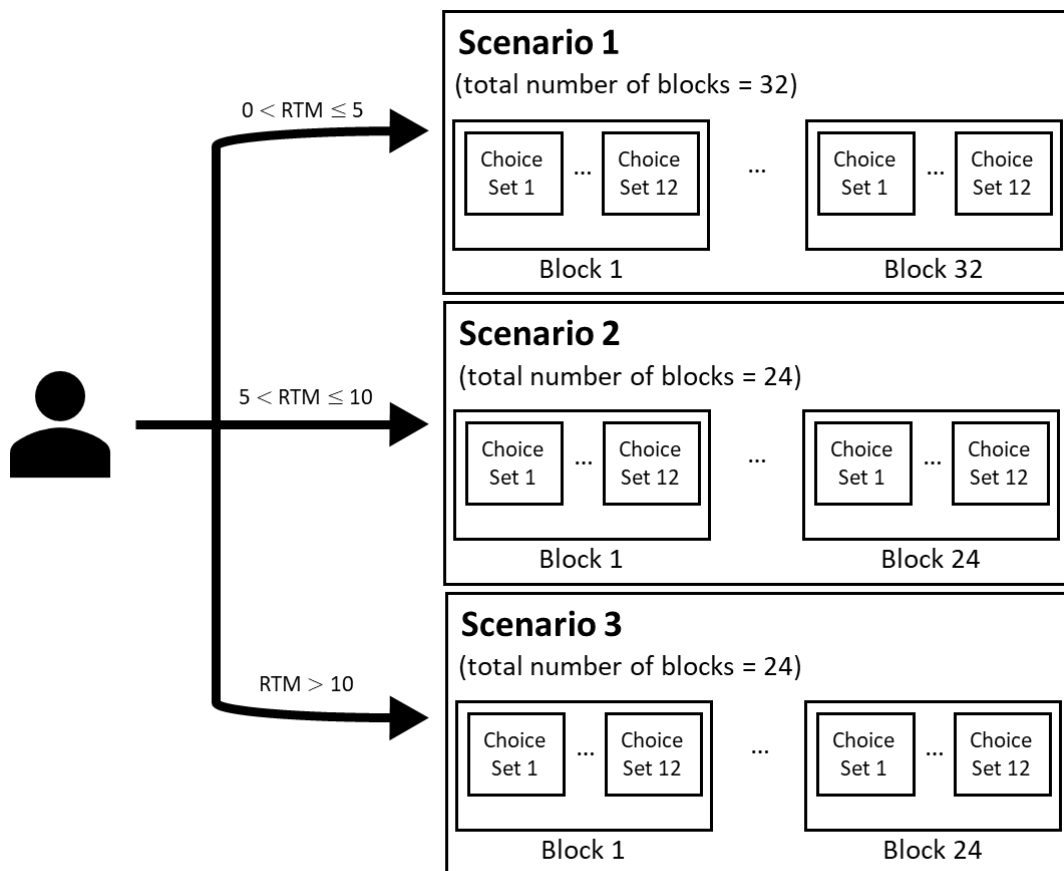 Scenario 1
(total number of blocks = 32)
0 < RTM ≤ 5
Choice
Set 1
...
Choice
Set 12
...
Choice
Set 1
...
Choice
Set 12
Block 1
Block 32
Scenario 2
(total number of blocks = 24)
5 < RTM ≤ 10
Choice
Set 1
...
Choice
Set 12
...
Choice
Set 1
...
Choice
Set 12
Block 1
Block 24
Scenario 3
(total number of blocks = 24)
RTM > 10
Choice
Set 1
...
Choice
Set 12
...
Choice
Set 1
...
Choice
Set 12
Block 1
Block 24